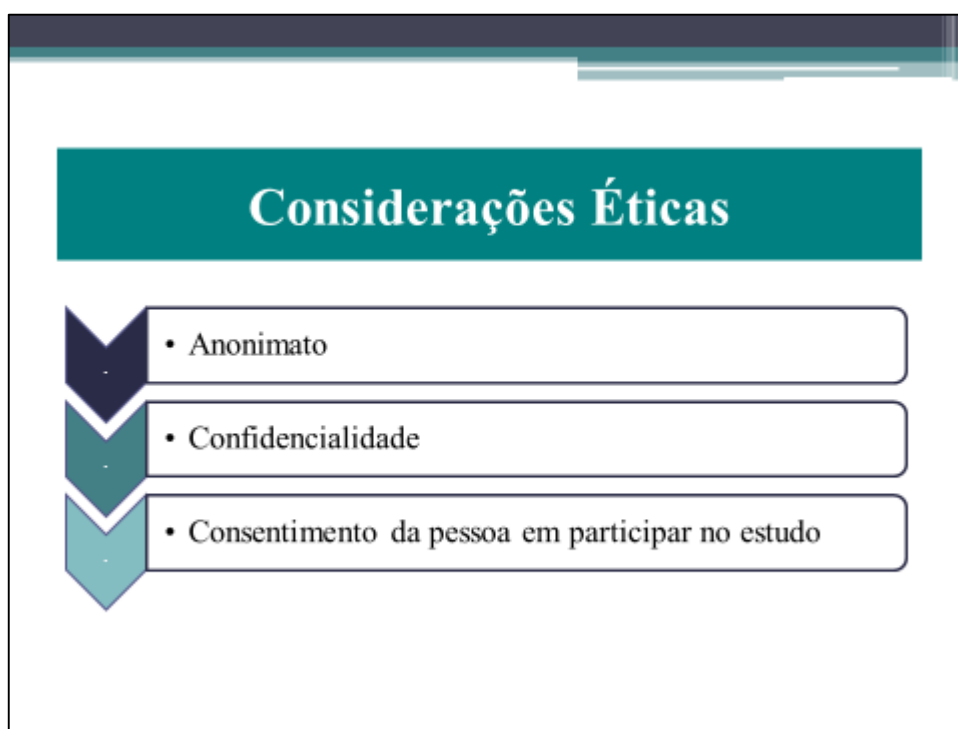 Considerações Éticas
- • Anonimato
- • Confidencialidade
- • Consentimento da pessoa em participar no estudo